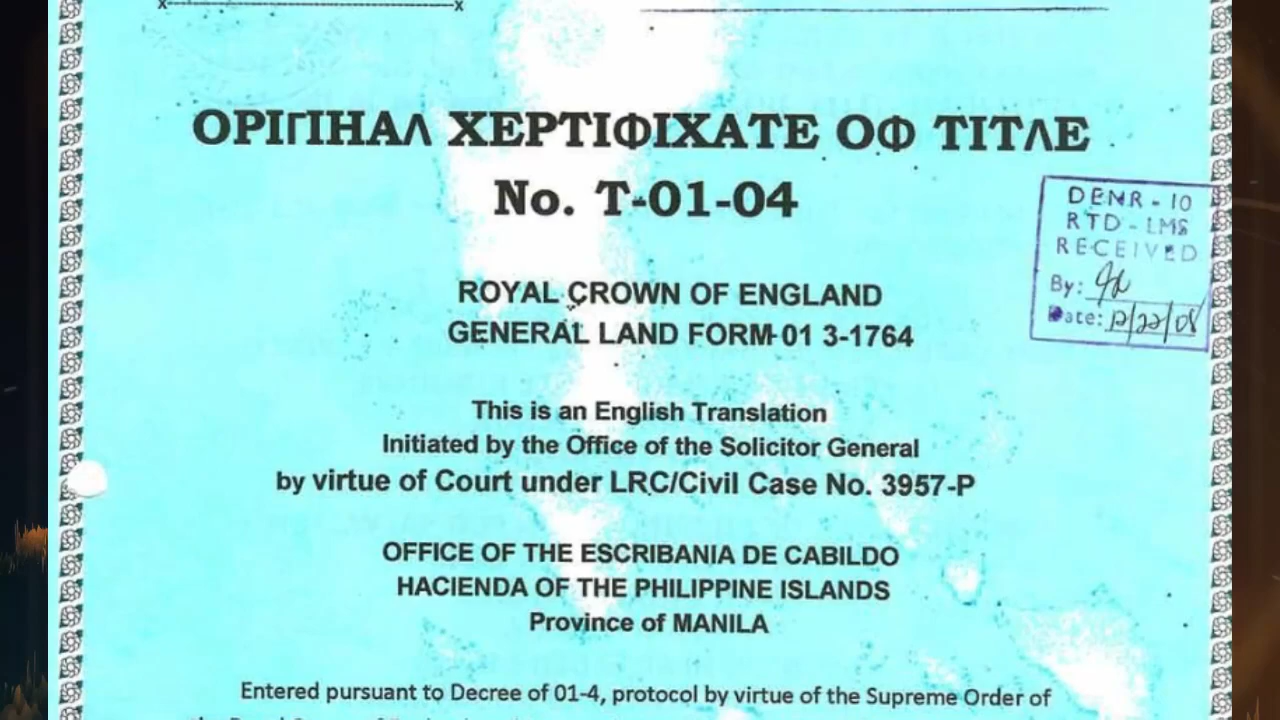 x x
ΟΡΙΓΙΗΑΛ ΧΕΡΤΙΦΙΧΑΤΕ ΟΦ ΤΙΤΛΕ
No. T-01-04
DENR - 10
RTD - LMS
RECEIVED
By:
Date: 12/22/08
ROYAL CROWN OF ENGLAND
GENERAL LAND FORM-01 3-1764
This is an English Translation
Initiated by the Office of the Solicitor General
by virtue of Court under LRC/Civil Case No. 3957-P
OFFICE OF THE ESCRIBANIA DE CABILDO
HACIENDA OF THE PHILIPPINE ISLANDS
Province of MANILA
Entered pursuant to Decree of 01-4, protocol by virtue of the Supreme Order of